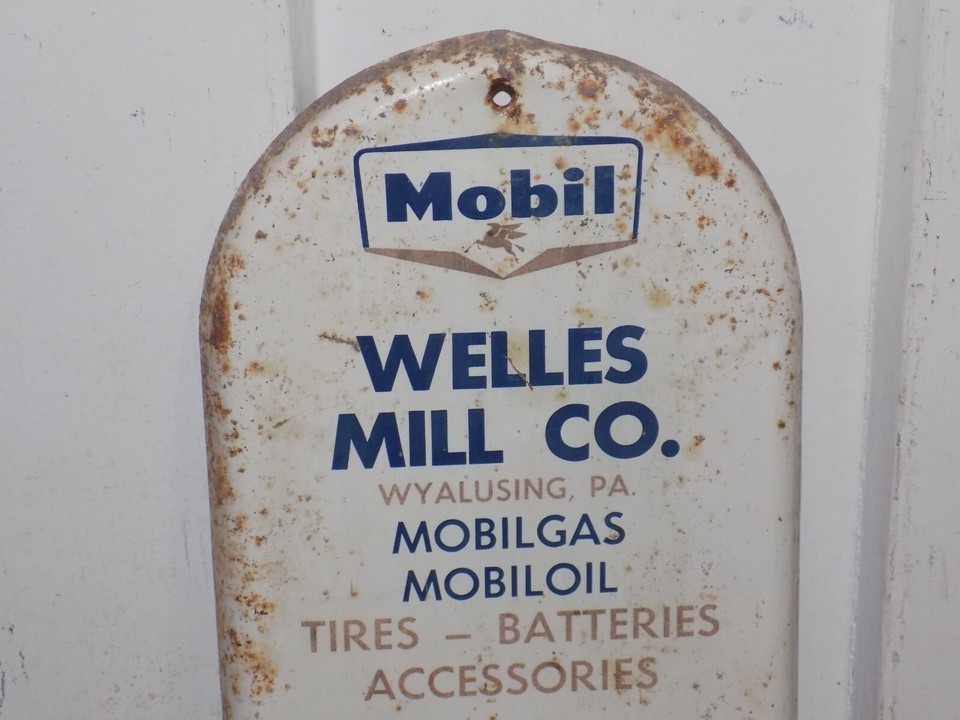 Mobil
WELLES
MILL CO.
WYALUSING, PA.
MOBILGAS
MOBILOIL
TIRES – BATTERIES
ACCESSORIES